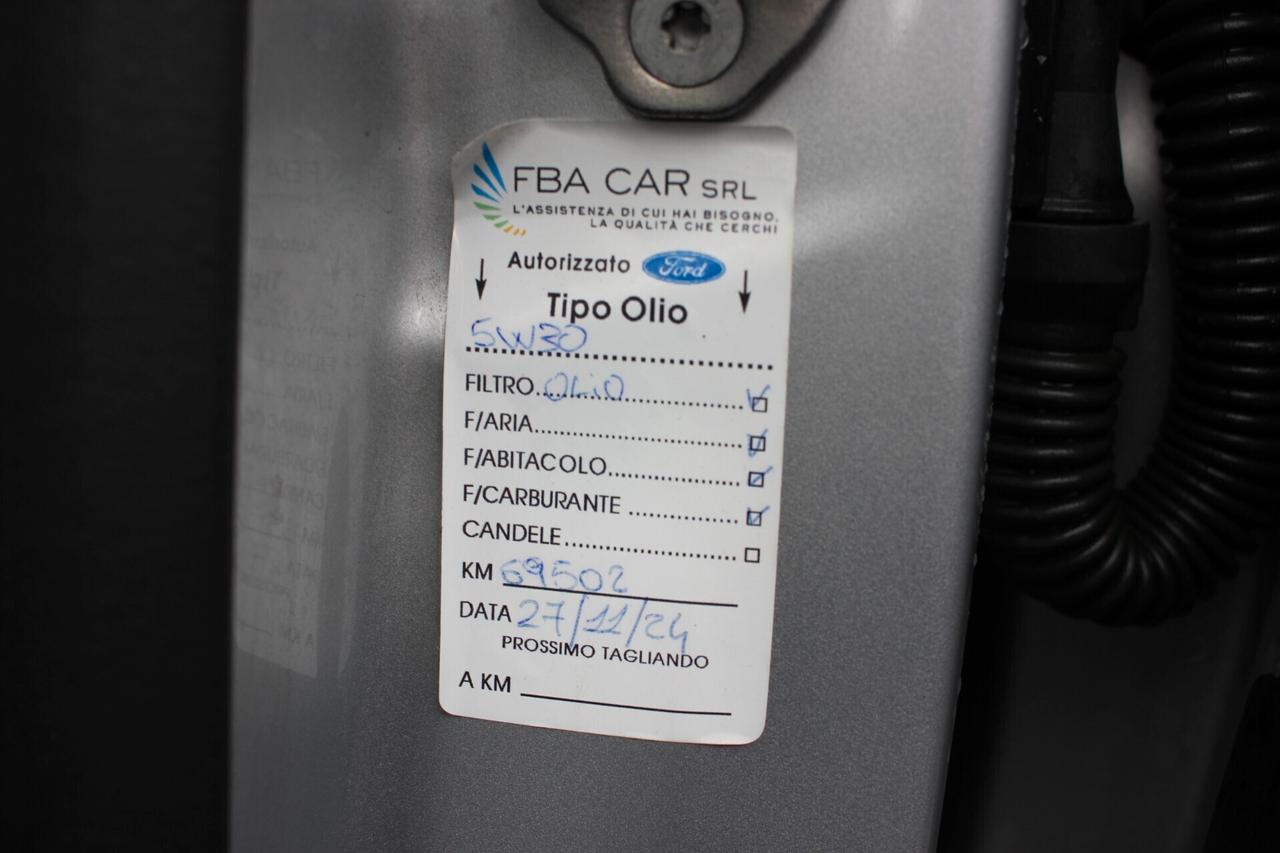 FBA CAR SRL
L'ASSISTENZA DI CUI HAI BISOGNO,
LA QUALITÀ CHE CERCHI
Autorizzato Ford
Tipo Olio
5W30
FILTRO OLIO
F/ARIA
F/ABITACOLO
F/CARBURANTE
CANDELE
KM 69502
DATA 27/11/24
PROSSIMO TAGLIANDO
A KM